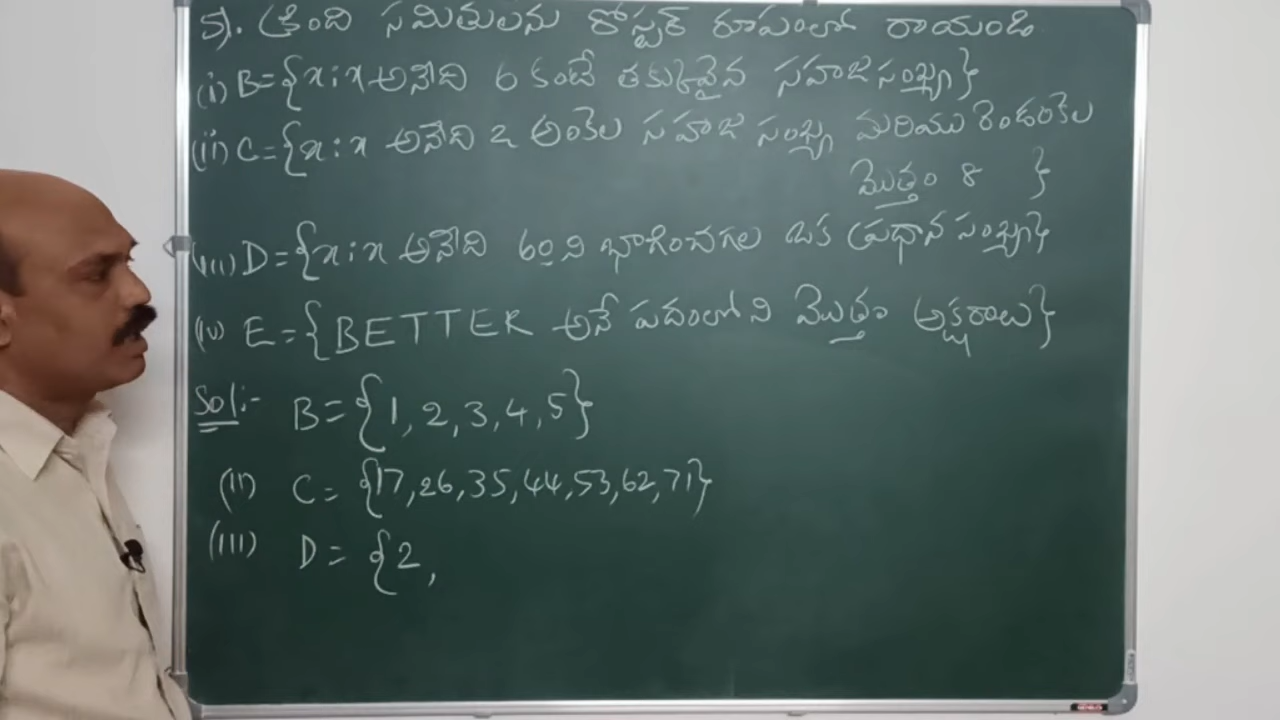 5). క్రింది సమితులను రోస్టర్ రూపంలో రాయండి
(i) B={x:x అనేది 6 కంటే తక్కువైన సహజసంఖ్య}
(ii) C={x:x అనేది 2 అంకెల సహజ సంఖ్య మరియు రెండంకెల
మొత్తం 8 }
(iii) D={x:x అనేది 60ని భాగించగల ఒక ప్రధాన సంఖ్య}
(iv) E={BETTER అనే పదంలోని మొత్తం అక్షరాలు}
Sol:- B={1,2,3,4,5}
(ii) C= {17,26,35,44,53,62,71}
(iii) D= {2,